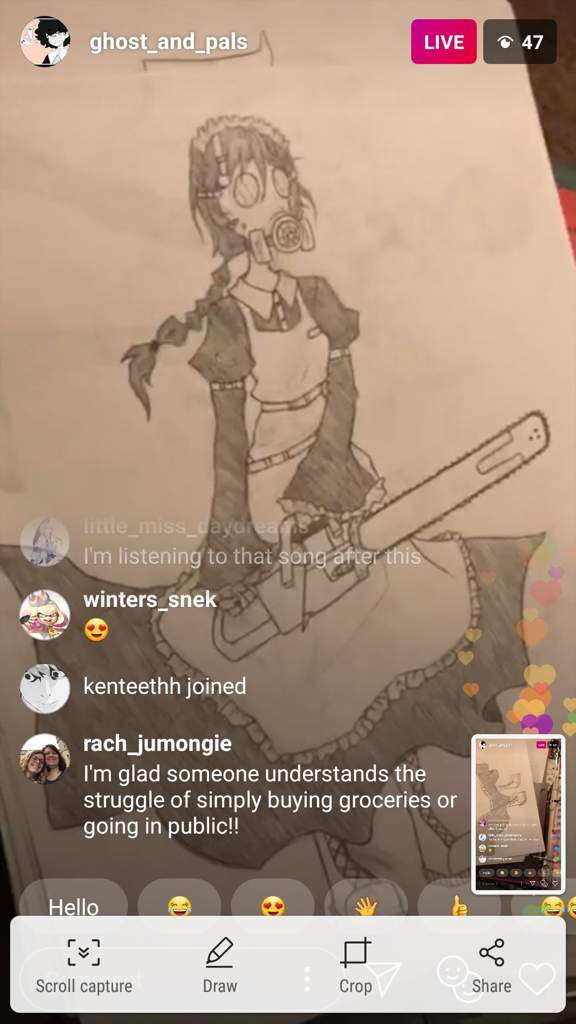 ghost_and_pals
LIVE
47
little_miss_daydreams
I'm listening to that song after this
winters_snek
😍
kenteethh joined
rach_jumongie
I'm glad someone understands the
struggle of simply buying groceries or
going in public!!
Hello 😂 😍 👋 👍 😂
Scroll capture
Draw
Crop
Share